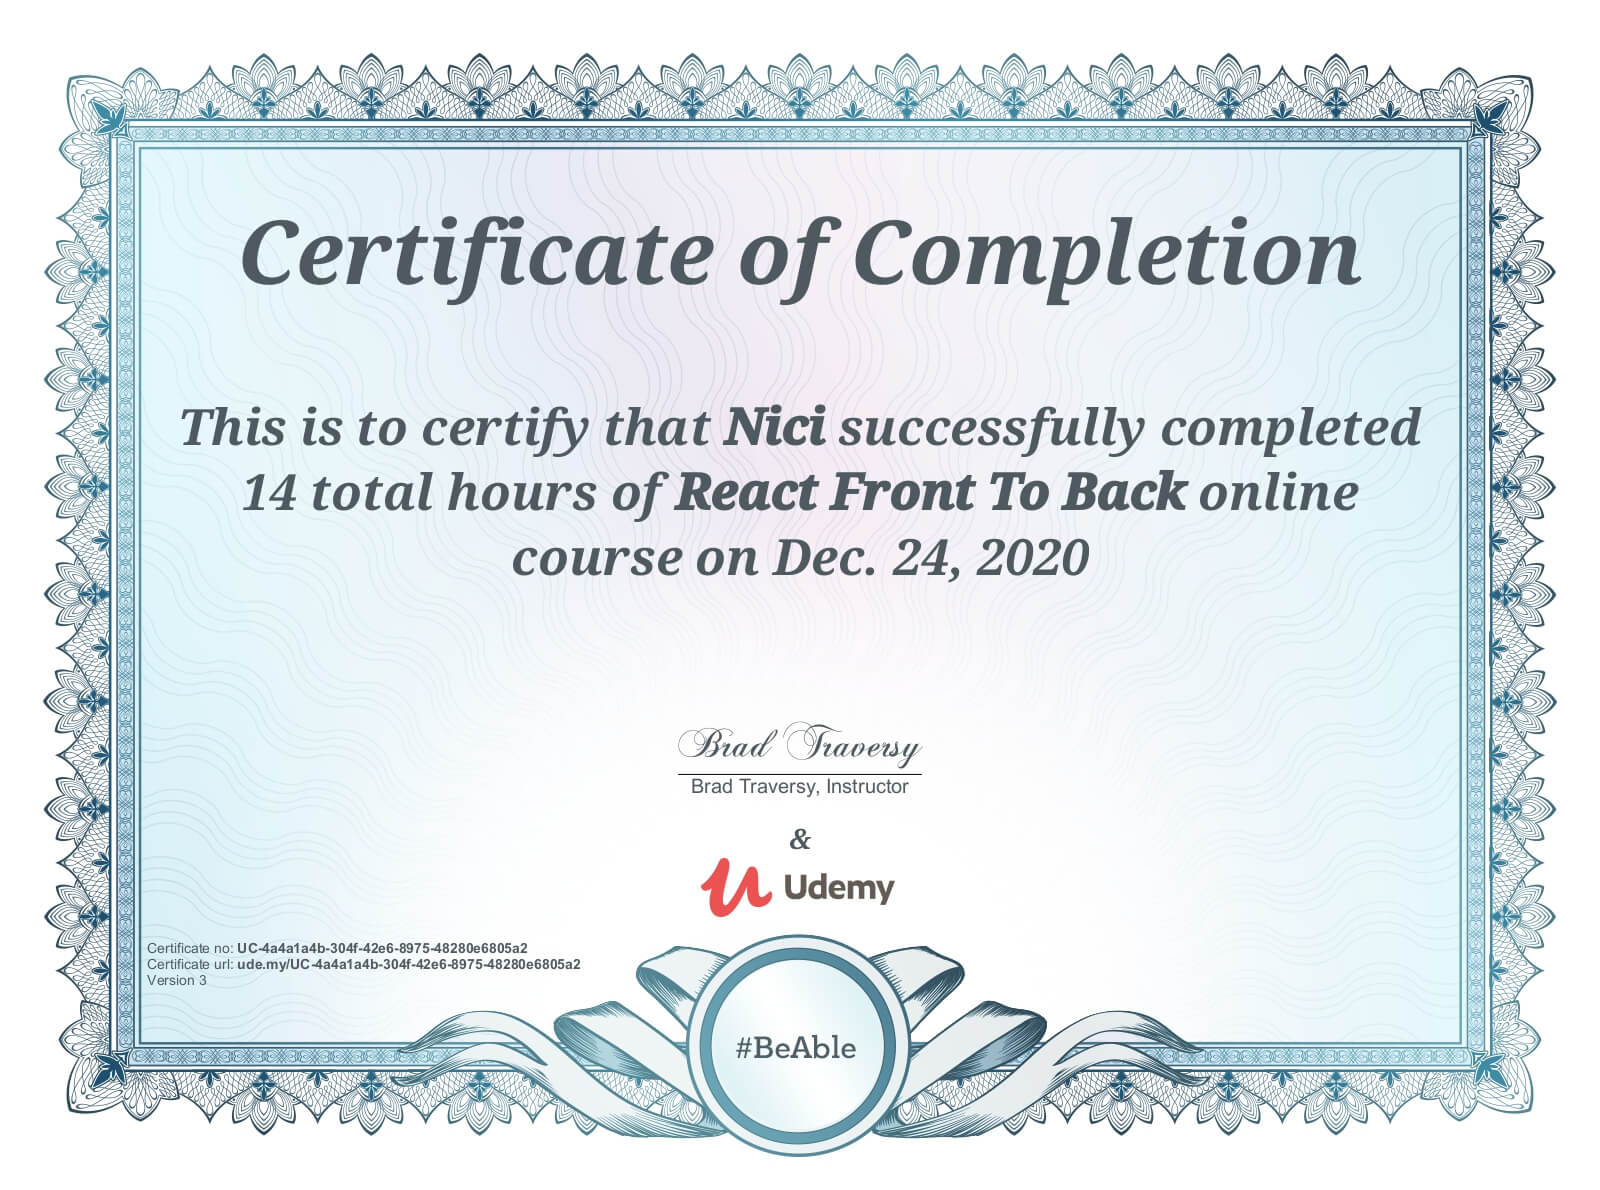 Certificate of Completion
This is to certify that Nici successfully completed
14 total hours of React Front To Back online
course on Dec. 24, 2020
Brad Traversy
Brad Traversy, Instructor
&
Udemy
Certificate no: UC-4a4a1a4b-304f-42e6-8975-48280e6805a2
Certificate url: ude.my/UC-4a4a1a4b-304f-42e6-8975-48280e6805a2
Version 3
#BeAble